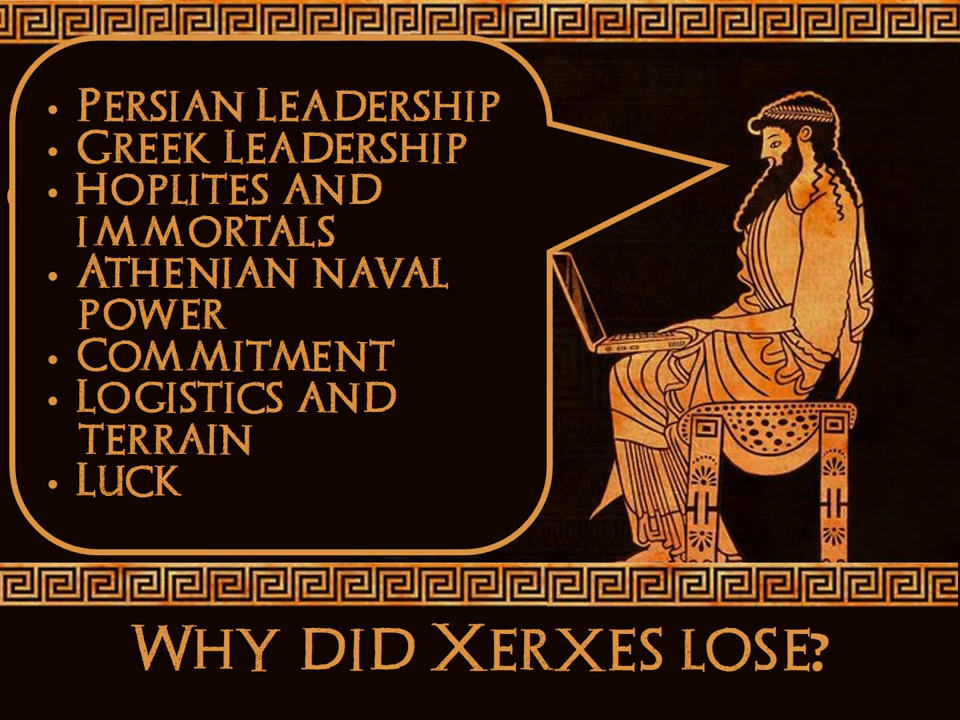 • Persian Leadership
• Greek Leadership
• Hoplites and
Immortals
• Athenian naval
power
• Commitment
• Logistics and
terrain
• Luck
Why did Xerxes lose?